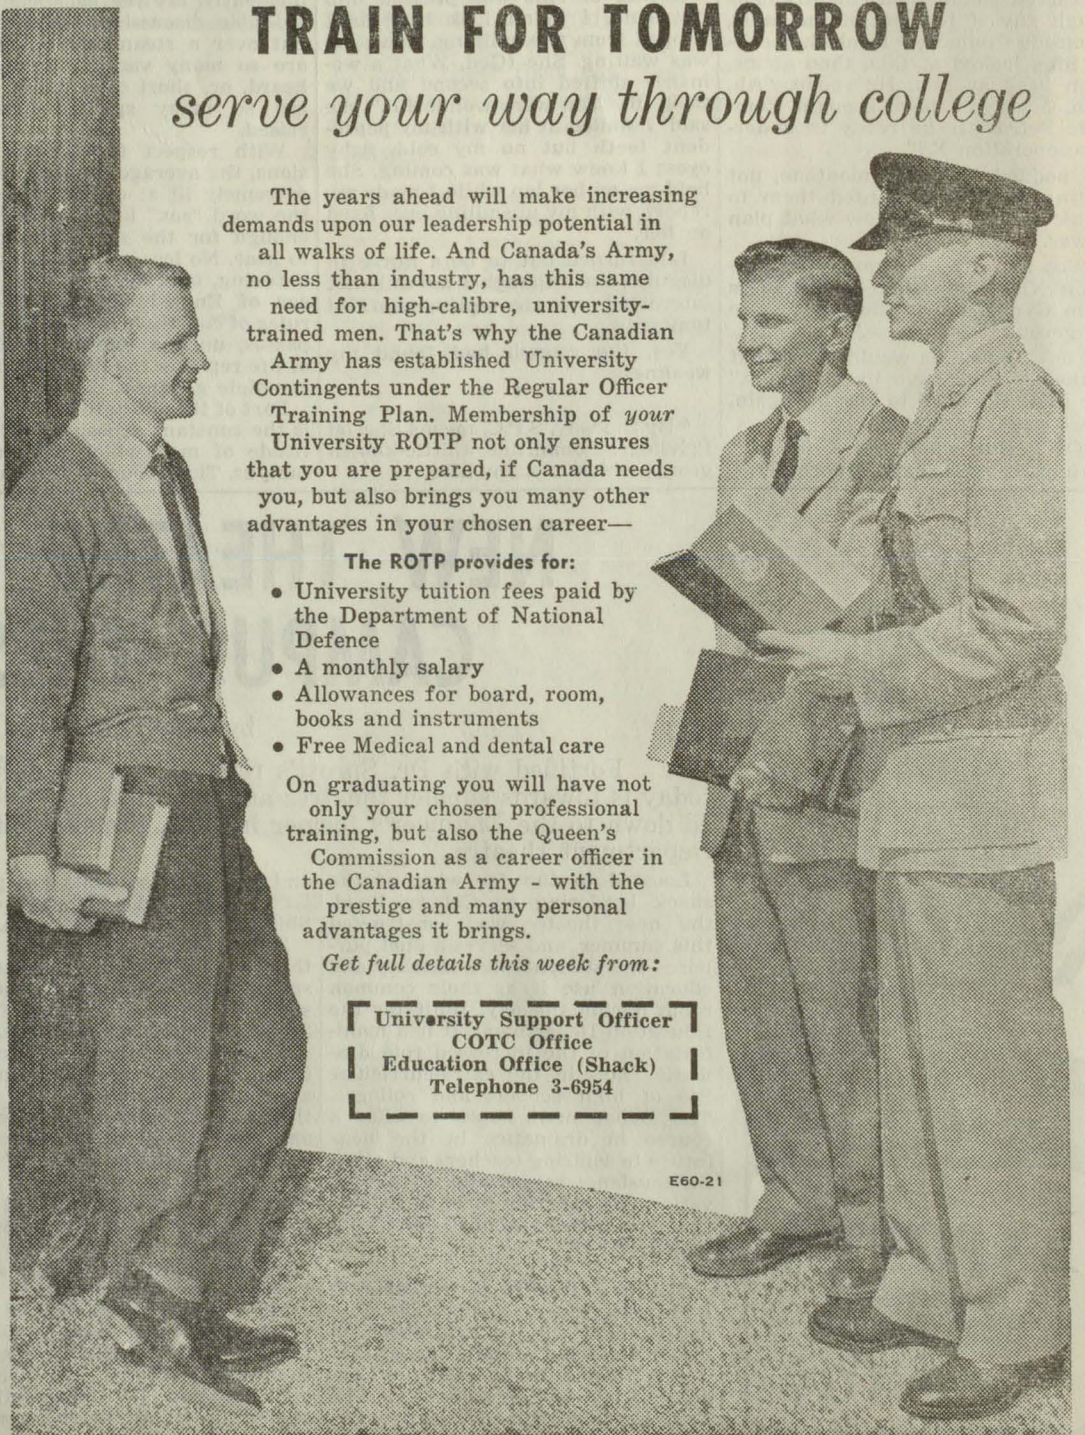 TRAIN FOR TOMORROW
serve your way through college
The years ahead will make increasing
demands upon our leadership potential in
all walks of life. And Canada's Army,
no less than industry, has this same
need for high-calibre, university-
trained men. That's why the Canadian
Army has established University
Contingents under the Regular Officer
Training Plan. Membership of your
University ROTP not only ensures
that you are prepared, if Canada needs
you, but also brings you many other
advantages in your chosen career—
The ROTP provides for:
• University tuition fees paid by
the Department of National
Defence
• A monthly salary
• Allowances for board, room,
books and instruments
• Free Medical and dental care
On graduating you will have not
only your chosen professional
training, but also the Queen's
Commission as a career officer in
the Canadian Army - with the
prestige and many personal
advantages it brings.
Get full details this week from:
University Support Officer
COTC Office
Education Office (Shack)
Telephone 3-6954
E60-21